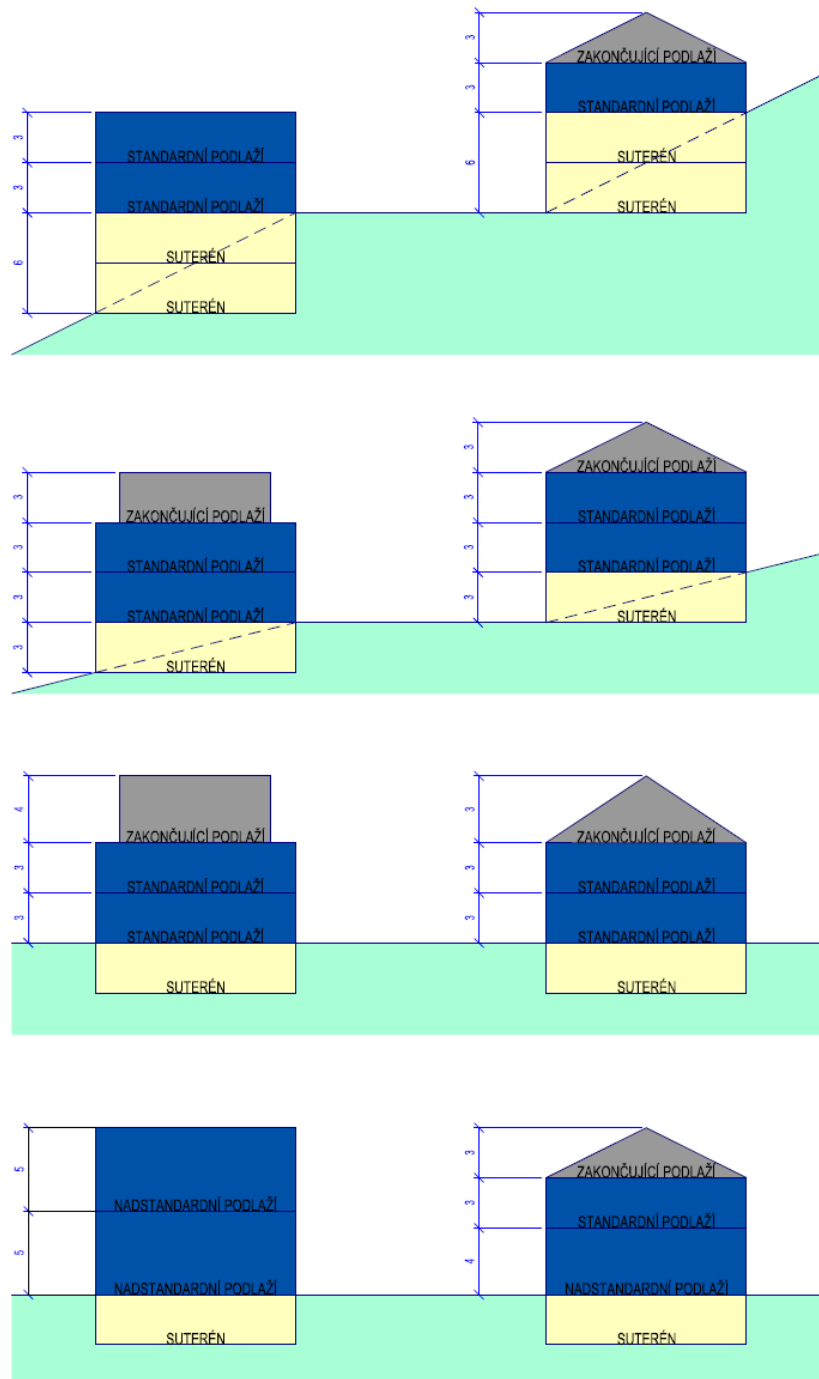 3
ZAKONČUJÍCÍ PODLAŽÍ
3
STANDARDNÍ PODLAŽÍ
6
SUTERÉN
SUTERÉN
3
STANDARDNÍ PODLAŽÍ
3
STANDARDNÍ PODLAŽÍ
6
SUTERÉN
SUTERÉN
3
ZAKONČUJÍCÍ PODLAŽÍ
3
STANDARDNÍ PODLAŽÍ
3
STANDARDNÍ PODLAŽÍ
3
SUTERÉN
3
ZAKONČUJÍCÍ PODLAŽÍ
3
STANDARDNÍ PODLAŽÍ
3
STANDARDNÍ PODLAŽÍ
3
SUTERÉN
4
ZAKONČUJÍCÍ PODLAŽÍ
3
STANDARDNÍ PODLAŽÍ
3
STANDARDNÍ PODLAŽÍ
SUTERÉN
3
ZAKONČUJÍCÍ PODLAŽÍ
3
STANDARDNÍ PODLAŽÍ
3
STANDARDNÍ PODLAŽÍ
SUTERÉN
5
NADSTANDARDNÍ PODLAŽÍ
5
NADSTANDARDNÍ PODLAŽÍ
SUTERÉN
3
ZAKONČUJÍCÍ PODLAŽÍ
3
STANDARDNÍ PODLAŽÍ
4
NADSTANDARDNÍ PODLAŽÍ
SUTERÉN